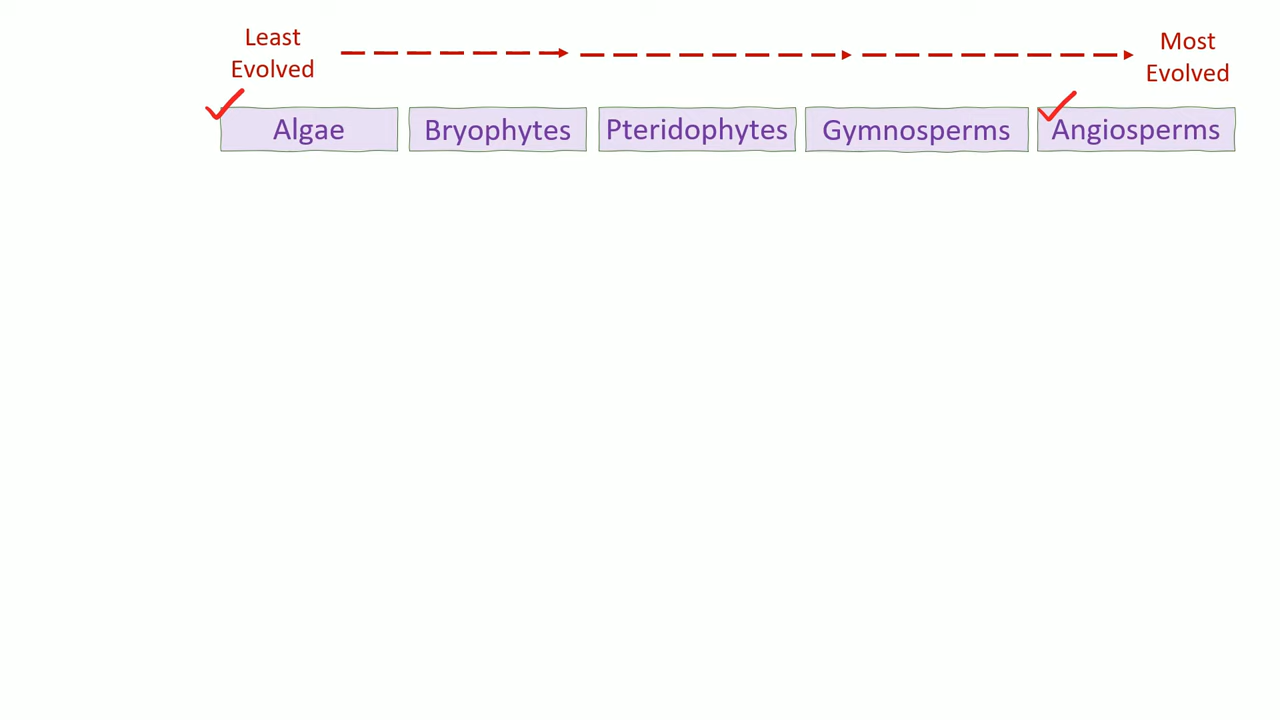 Least
Evolved
Most
Evolved
Algae
Bryophytes
Pteridophytes
Gymnosperms
Angiosperms